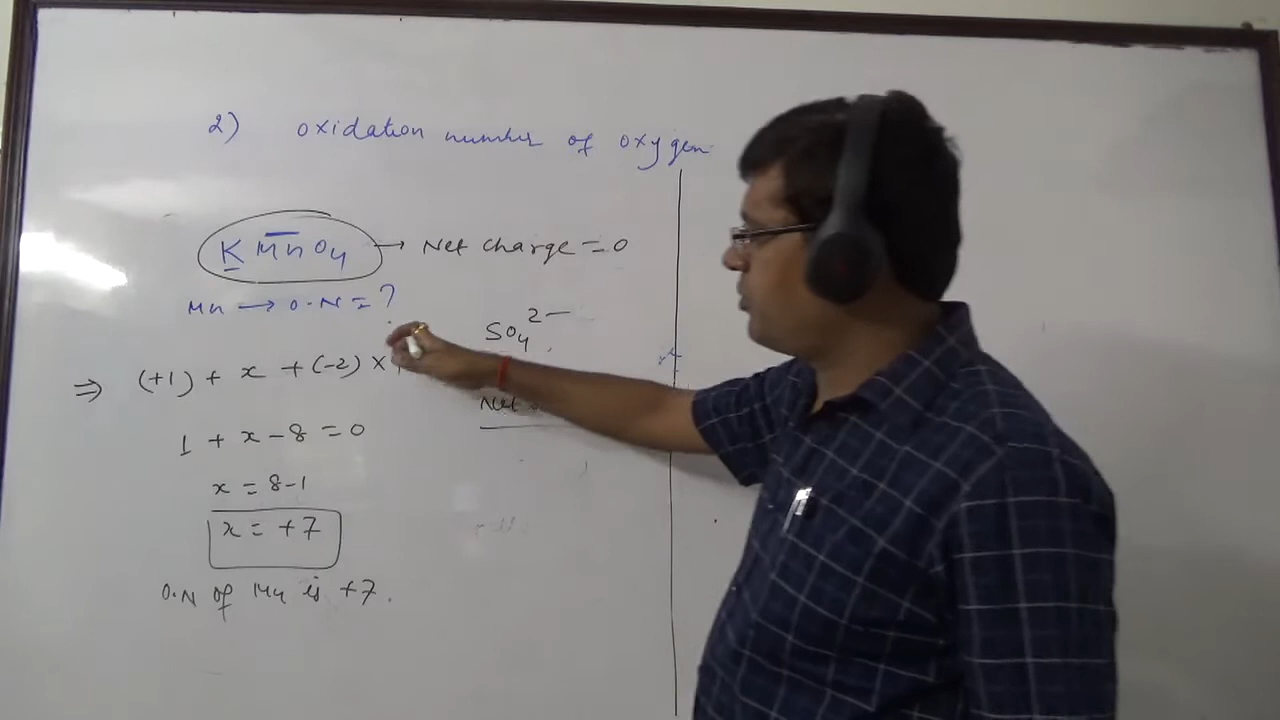 2) oxidation number of oxygen
KMnO4 → Net charge = 0
Mn → O.N = ?
SO4 2-
⇒ (+1) + x + (-2) ×
Net
1 + x - 8 = 0
x = 8-1
x = +7
O.N of Mn is +7.